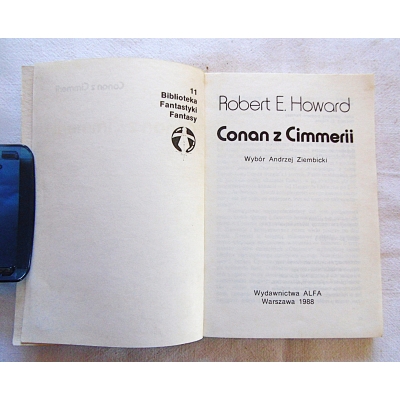 11
Biblioteka
Fantastyki
Fantasy
Robert E. Howard
Conan z Cimmerii
Wybór Andrzej Ziembicki
Wydawnictwa ALFA
Warszawa 1988